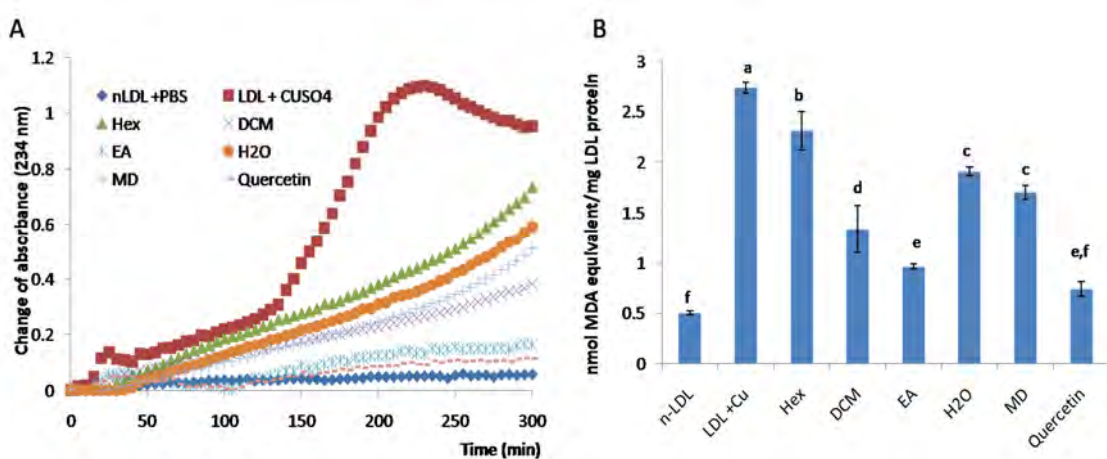 A
Change of absorbance (234 nm)
1.2
1
0.8
0.6
0.4
0.2
0
nLDL +PBS
LDL + CUSO4
Hex
DCM
EA
H2O
MD
Quercetin
0 50 100 150 200 250 300
Time (min)
B
nmol MDA equivalent/mg LDL protein
3
2.5
2
1.5
1
0.5
0
f
a
b
d
e
c
c
e,f
n-LDL
LDL +Cu
Hex
DCM
EA
H2O
MD
Quercetin